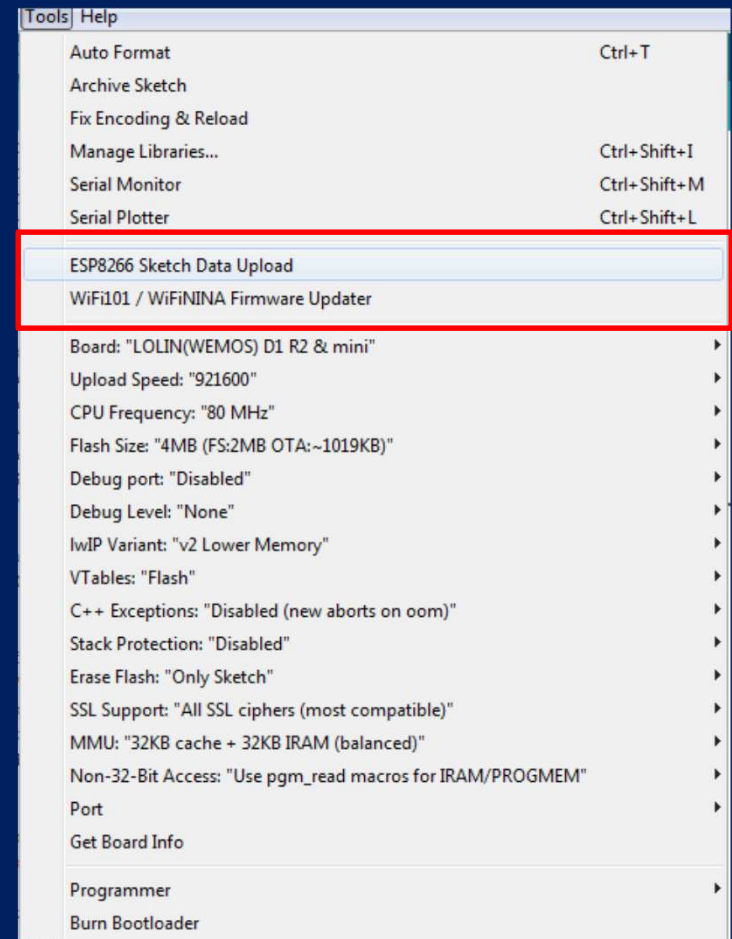 Tools Help
Auto Format Ctrl+T
Archive Sketch
Fix Encoding & Reload
Manage Libraries... Ctrl+Shift+I
Serial Monitor Ctrl+Shift+M
Serial Plotter Ctrl+Shift+L
ESP8266 Sketch Data Upload
WiFi101 / WiFiNINA Firmware Updater
Board: "LOLIN(WEMOS) D1 R2 & mini"
Upload Speed: "921600"
CPU Frequency: "80 MHz"
Flash Size: "4MB (FS:2MB OTA:~1019KB)"
Debug port: "Disabled"
Debug Level: "None"
lwIP Variant: "v2 Lower Memory"
VTables: "Flash"
C++ Exceptions: "Disabled (new aborts on oom)"
Stack Protection: "Disabled"
Erase Flash: "Only Sketch"
SSL Support: "All SSL ciphers (most compatible)"
MMU: "32KB cache + 32KB IRAM (balanced)"
Non-32-Bit Access: "Use pgm_read macros for IRAM/PROGMEM"
Port
Get Board Info
Programmer
Burn Bootloader